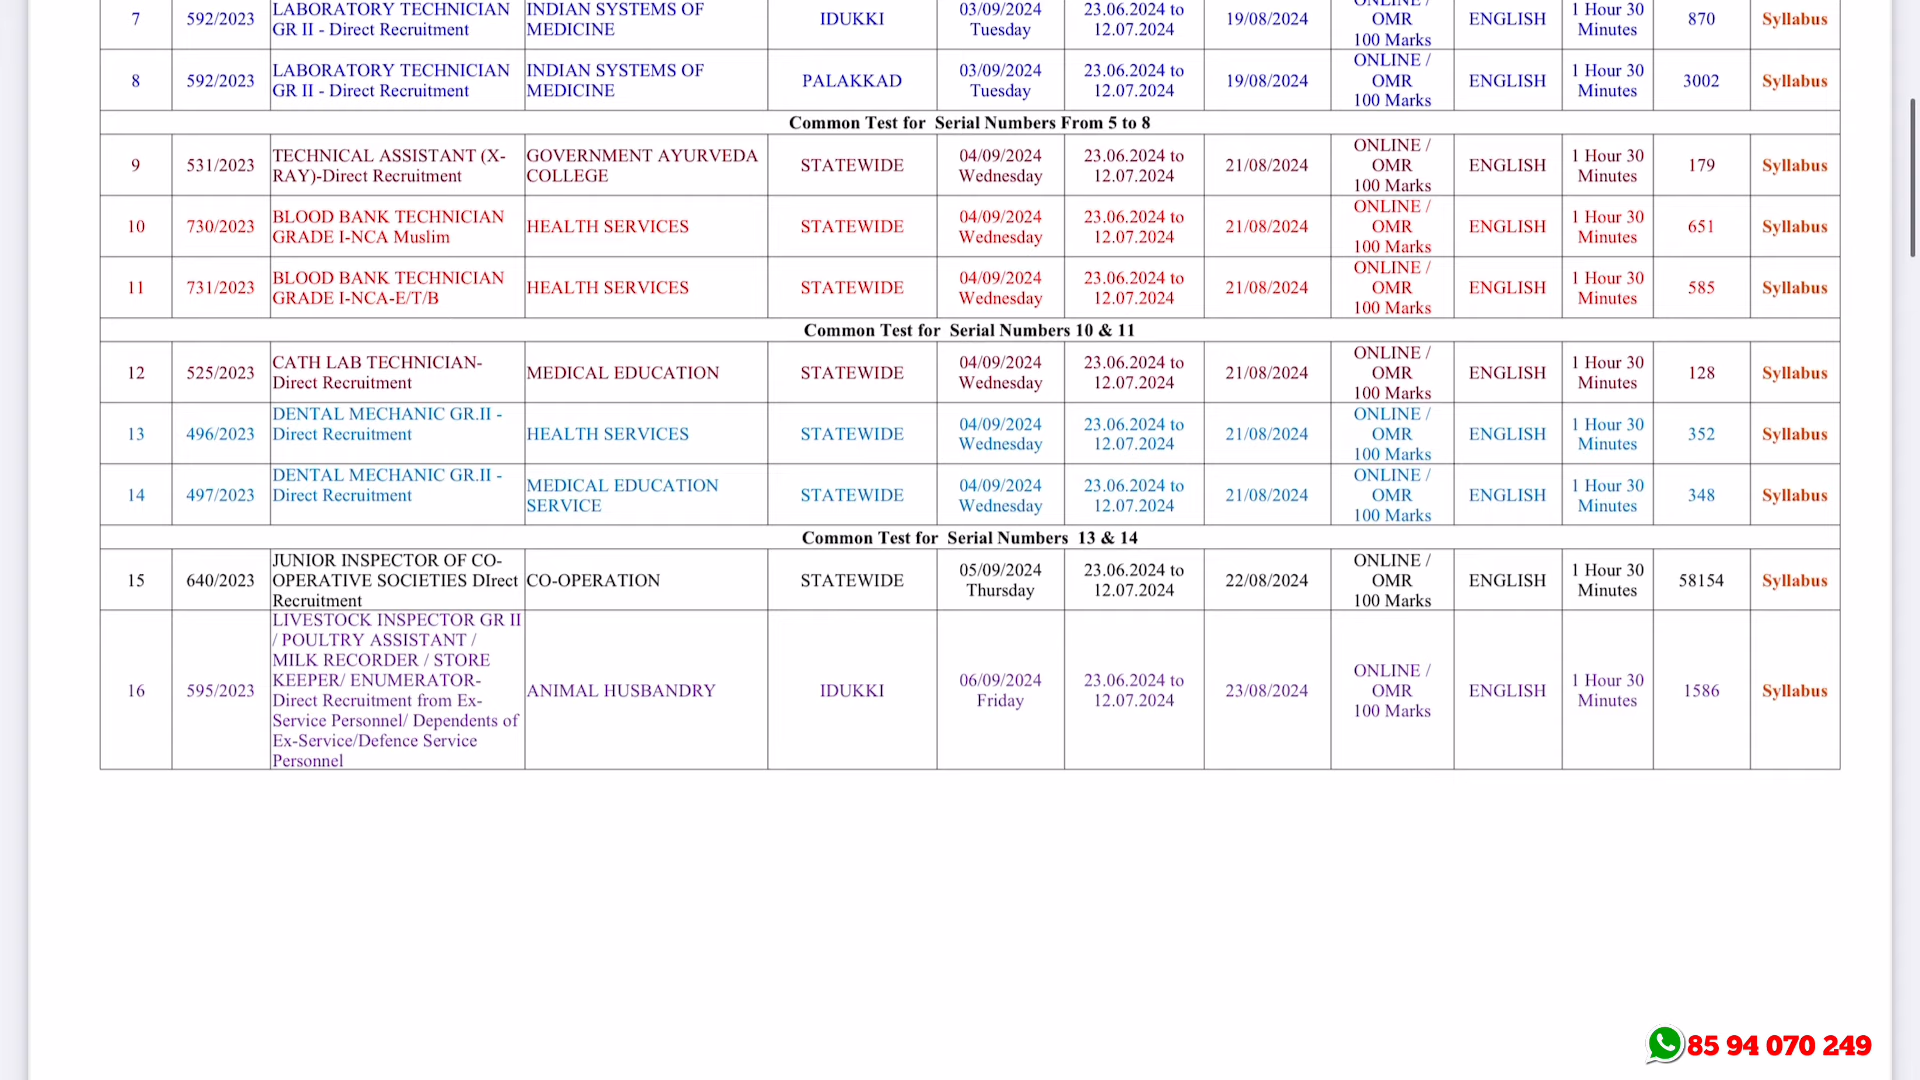 7 592/2023 LABORATORY TECHNICIAN GR II - Direct Recruitment INDIAN SYSTEMS OF MEDICINE IDUKKI 03/09/2024 Tuesday 23.06.2024 to 12.07.2024 19/08/2024 ONLINE / OMR 100 Marks ENGLISH 1 Hour 30 Minutes 870 Syllabus
8 592/2023 LABORATORY TECHNICIAN GR II - Direct Recruitment INDIAN SYSTEMS OF MEDICINE PALAKKAD 03/09/2024 Tuesday 23.06.2024 to 12.07.2024 19/08/2024 ONLINE / OMR 100 Marks ENGLISH 1 Hour 30 Minutes 3002 Syllabus
Common Test for Serial Numbers From 5 to 8
9 531/2023 TECHNICAL ASSISTANT (X-RAY)-Direct Recruitment GOVERNMENT AYURVEDA COLLEGE STATEWIDE 04/09/2024 Wednesday 23.06.2024 to 12.07.2024 21/08/2024 ONLINE / OMR 100 Marks ENGLISH 1 Hour 30 Minutes 179 Syllabus
10 730/2023 BLOOD BANK TECHNICIAN GRADE I-NCA Muslim HEALTH SERVICES STATEWIDE 04/09/2024 Wednesday 23.06.2024 to 12.07.2024 21/08/2024 ONLINE / OMR 100 Marks ENGLISH 1 Hour 30 Minutes 651 Syllabus
11 731/2023 BLOOD BANK TECHNICIAN GRADE I-NCA-E/T/B HEALTH SERVICES STATEWIDE 04/09/2024 Wednesday 23.06.2024 to 12.07.2024 21/08/2024 ONLINE / OMR 100 Marks ENGLISH 1 Hour 30 Minutes 585 Syllabus
Common Test for Serial Numbers 10 & 11
12 525/2023 CATH LAB TECHNICIAN-Direct Recruitment MEDICAL EDUCATION STATEWIDE 04/09/2024 Wednesday 23.06.2024 to 12.07.2024 21/08/2024 ONLINE / OMR 100 Marks ENGLISH 1 Hour 30 Minutes 128 Syllabus
13 496/2023 DENTAL MECHANIC GR.II - Direct Recruitment HEALTH SERVICES STATEWIDE 04/09/2024 Wednesday 23.06.2024 to 12.07.2024 21/08/2024 ONLINE / OMR 100 Marks ENGLISH 1 Hour 30 Minutes 352 Syllabus
14 497/2023 DENTAL MECHANIC GR.II - Direct Recruitment MEDICAL EDUCATION SERVICE STATEWIDE 04/09/2024 Wednesday 23.06.2024 to 12.07.2024 21/08/2024 ONLINE / OMR 100 Marks ENGLISH 1 Hour 30 Minutes 348 Syllabus
Common Test for Serial Numbers 13 & 14
15 640/2023 JUNIOR INSPECTOR OF CO-OPERATIVE SOCIETIES DIrect Recruitment CO-OPERATION STATEWIDE 05/09/2024 Thursday 23.06.2024 to 12.07.2024 22/08/2024 ONLINE / OMR 100 Marks ENGLISH 1 Hour 30 Minutes 58154 Syllabus
16 595/2023 LIVESTOCK INSPECTOR GR II / POULTRY ASSISTANT / MILK RECORDER / STORE KEEPER/ ENUMERATOR-Direct Recruitment from Ex-Service Personnel/ Dependents of Ex-Service/Defence Service Personnel ANIMAL HUSBANDRY IDUKKI 06/09/2024 Friday 23.06.2024 to 12.07.2024 23/08/2024 ONLINE / OMR 100 Marks ENGLISH 1 Hour 30 Minutes 1586 Syllabus
85 94 070 249